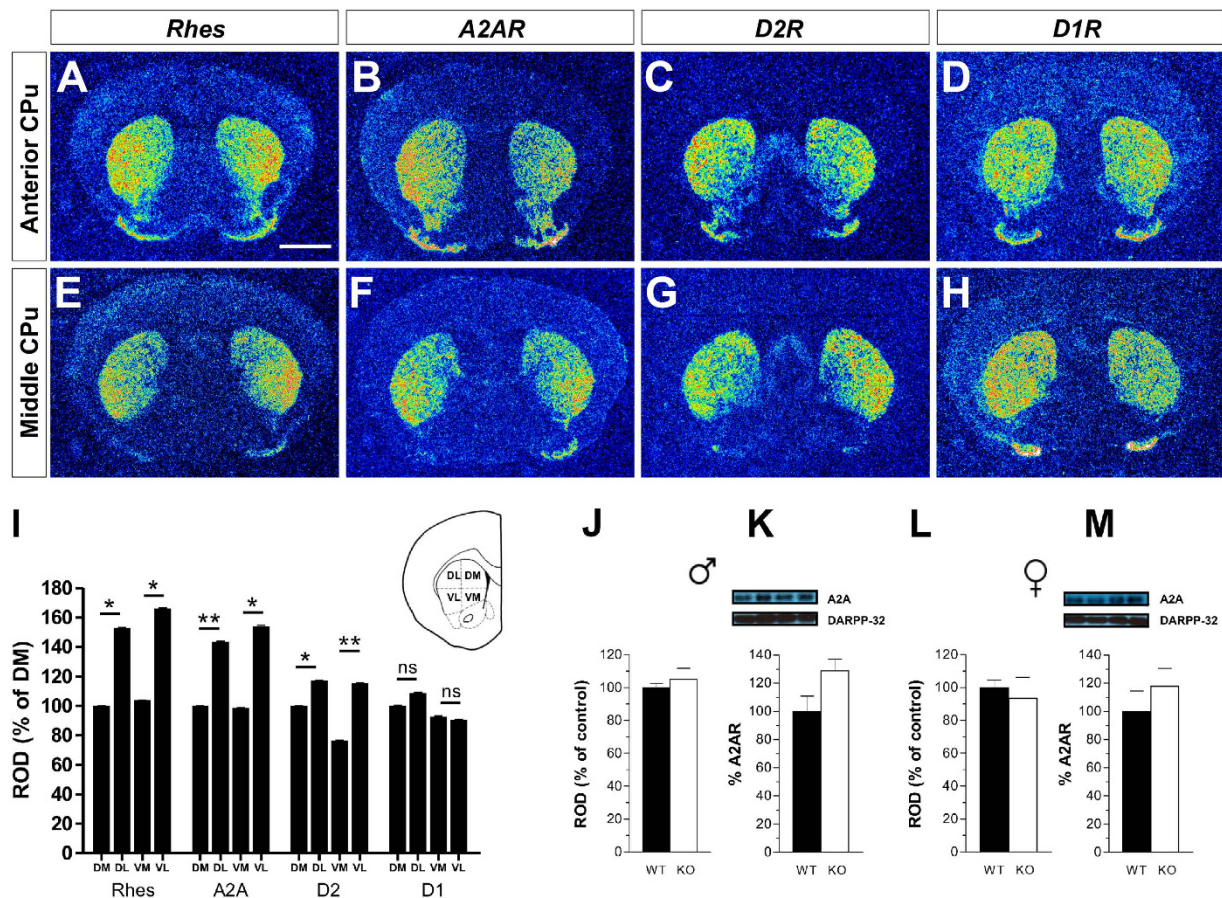 Rhes A2AR D2R D1R
Anterior CPu
A B C D
Middle CPu
E F G H
I
DL DM
VL VM
ROD (% of DM)
180
160
140
120
100
80
60
40
20
0
* * ** * * ** ns ns
DM DL VM VL DM DL VM VL DM DL VM VL DM DL VM VL
Rhes A2A D2 D1
J K L M
♂
A2A
DARPP-32
♀
A2A
DARPP-32
ROD (% of control)
120
100
80
60
40
20
0
WT KO
% A2AR
140
120
100
80
60
40
20
0
WT KO
ROD (% of control)
120
100
80
60
40
20
0
WT KO
% A2AR
140
120
100
80
60
40
20
0
WT KO